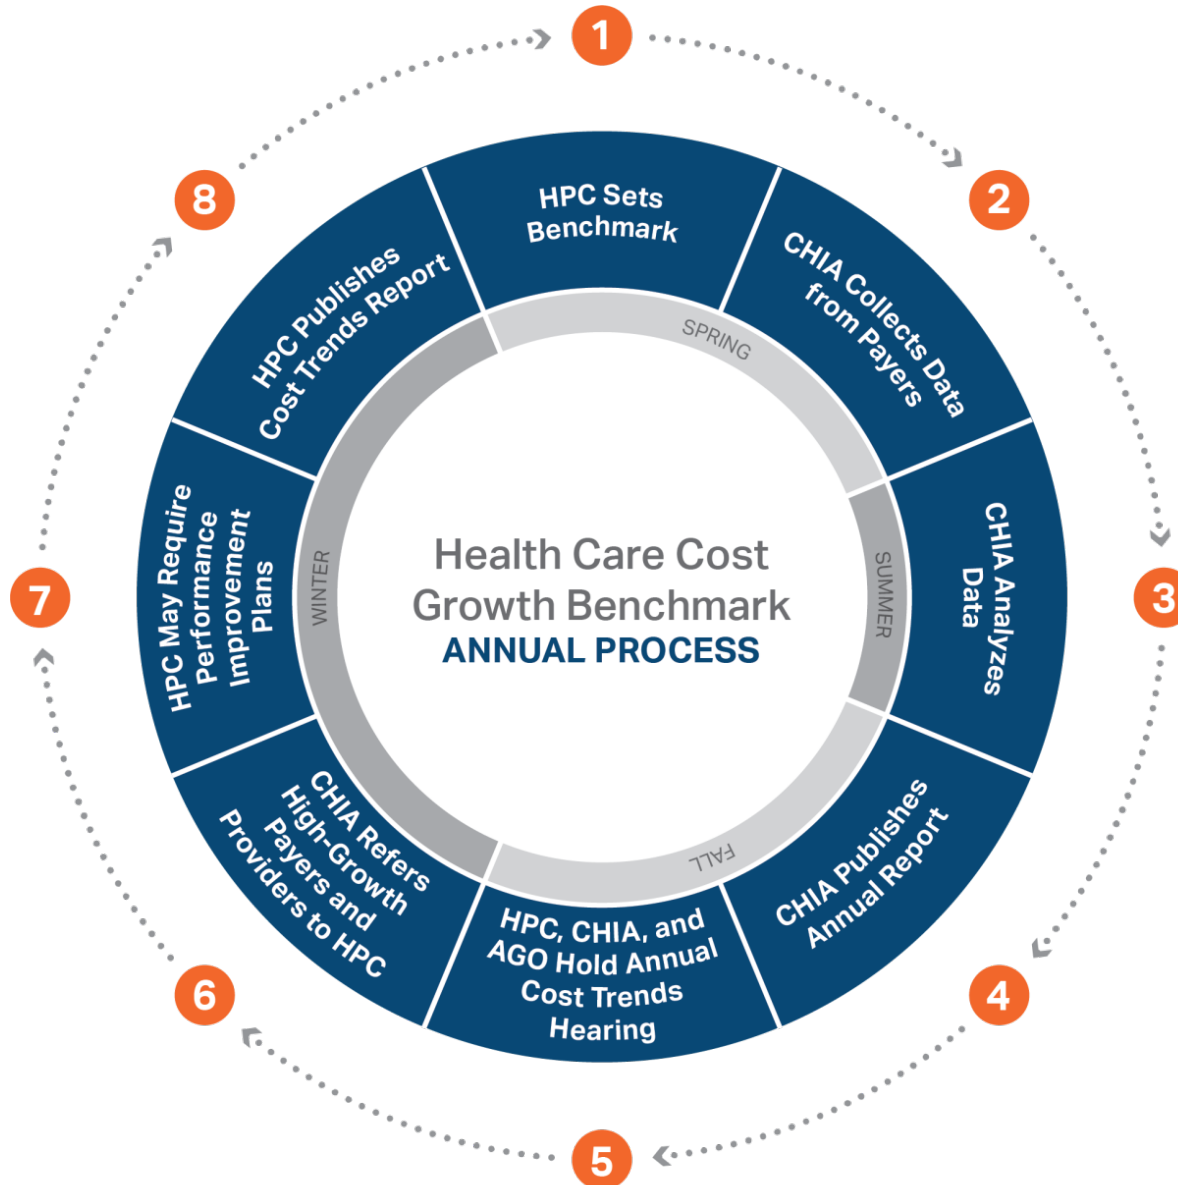 1
HPC Sets
Benchmark
2
CHIA Collects Data
from Payers
3
CHIA Analyzes
Data
4
CHIA Publishes
Annual Report
5
HPC, CHIA, and
AGO Hold Annual
Cost Trends
Hearing
6
CHIA Refers
High-Growth
Payers and
Providers to HPC
7
HPC May Require
Performance
Improvement
Plans
8
HPC Publishes
Cost Trends Report
SPRING
SUMMER
FALL
WINTER
Health Care Cost
Growth Benchmark
ANNUAL PROCESS